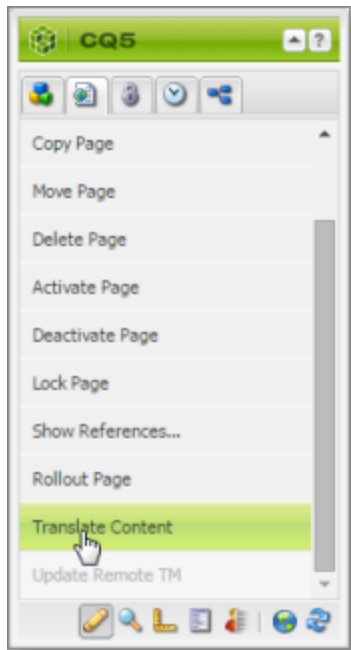 CQ5
?
Copy Page
Move Page
Delete Page
Activate Page
Deactivate Page
Lock Page
Show References...
Rollout Page
Translate Content
Update Remote TM